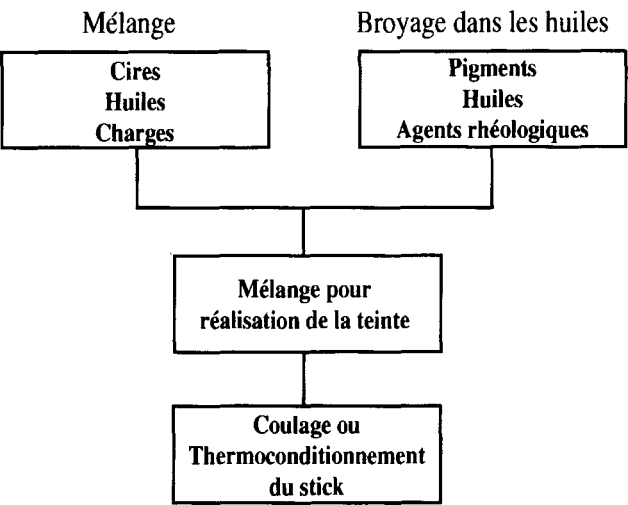 Mélange
Cires
Huiles
Charges
Broyage dans les huiles
Pigments
Huiles
Agents rhéologiques
Mélange pour
réalisation de la teinte
Coulage ou
Thermoconditionnement
du stick